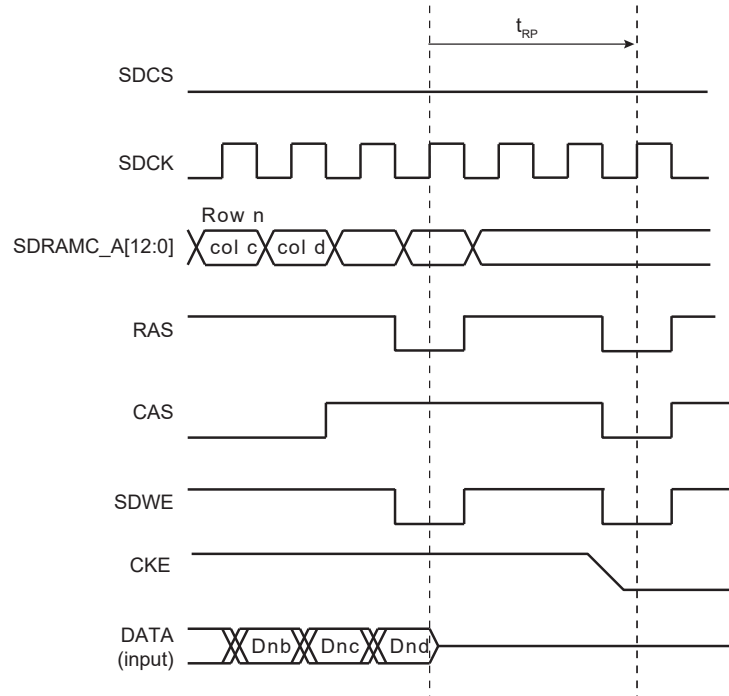 t_RP
SDCS
SDCK
Row n
SDRAMC_A[12:0]
col c col d
RAS
CAS
SDWE
CKE
DATA
(input)
Dnb Dnc Dnd